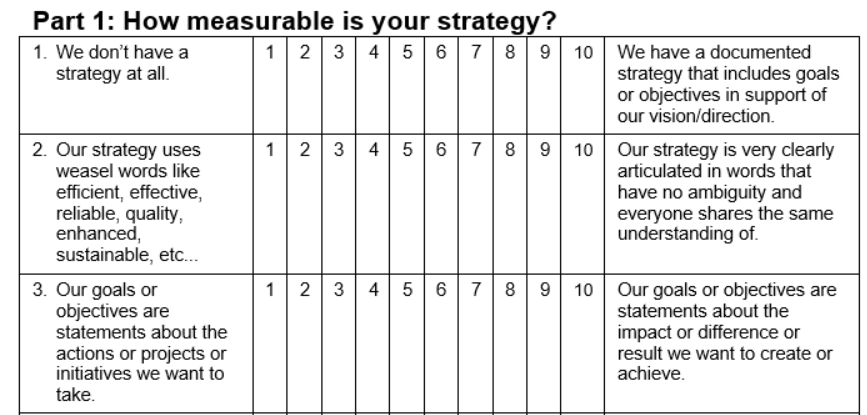 Part 1: How measurable is your strategy?
1. We don't have a
strategy at all.
1 2 3 4 5 6 7 8 9 10
We have a documented
strategy that includes goals
or objectives in support of
our vision/direction.
2. Our strategy uses
weasel words like
efficient, effective,
reliable, quality,
enhanced,
sustainable, etc...
1 2 3 4 5 6 7 8 9 10
Our strategy is very clearly
articulated in words that
have no ambiguity and
everyone shares the same
understanding of.
3. Our goals or
objectives are
statements about the
actions or projects or
initiatives we want to
take.
1 2 3 4 5 6 7 8 9 10
Our goals or objectives are
statements about the
impact or difference or
result we want to create or
achieve.